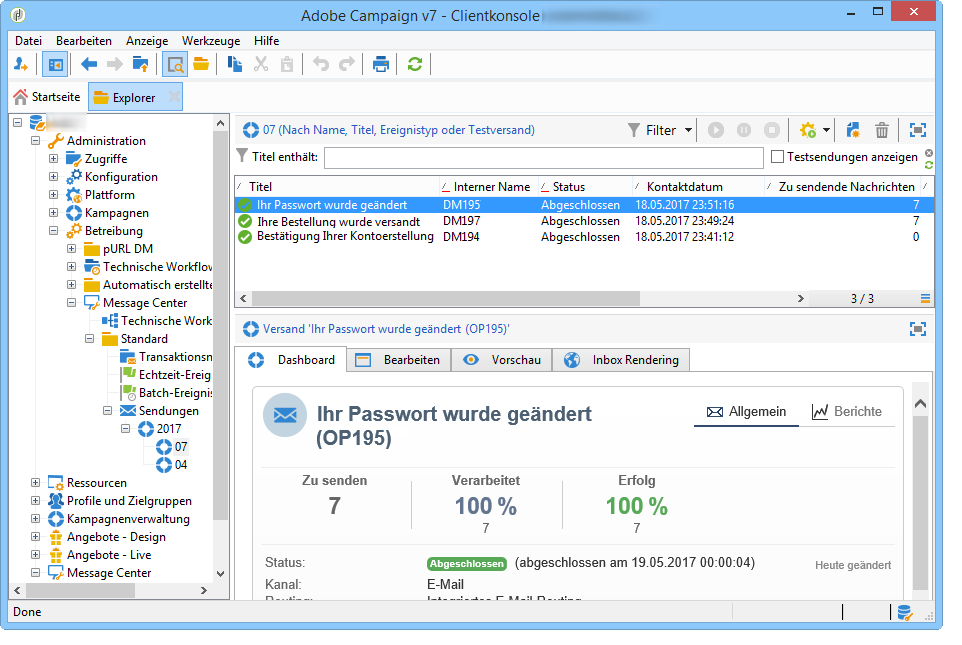 Adobe Campaign v7 - Clientkonsole
Datei Bearbeiten Anzeige Werkzeuge Hilfe
Startseite Explorer
Administration
Zugriffe
Konfiguration
Plattform
Kampagnen
Betreibung
pURL DM
Technische Workflow
Automatisch erstellte
Message Center
Technische Work
Standard
Transaktionsn
Echtzeit-Ereig
Batch-Ereignis
Sendungen
2017
07
04
Ressourcen
Profile und Zielgruppen
Kampagnenverwaltung
Angebote - Design
Angebote - Live
Message Center
07 (Nach Name, Titel, Ereignistyp oder Testversand) Filter
Titel enthält: Testsendungen anzeigen
Titel Interner Name Status Kontaktdatum Zu sendende Nachrichten
Ihr Passwort wurde geändert DM195 Abgeschlossen 18.05.2017 23:51:16 7
Ihre Bestellung wurde versandt DM197 Abgeschlossen 18.05.2017 23:49:24 7
Bestätigung Ihrer Kontoerstellung DM194 Abgeschlossen 18.05.2017 23:41:12 0
3 / 3
Versand 'Ihr Passwort wurde geändert (OP195)'
Dashboard Bearbeiten Vorschau Inbox Rendering
Ihr Passwort wurde geändert
(OP195)
Allgemein Berichte
Zu senden Verarbeitet Erfolg
7 100 % 100 %
7 7
Status: Abgeschlossen (abgeschlossen am 19.05.2017 00:00:04) Heute geändert
Kanal: E-Mail
Routing: Integriertes E-Mail-Routing
Done